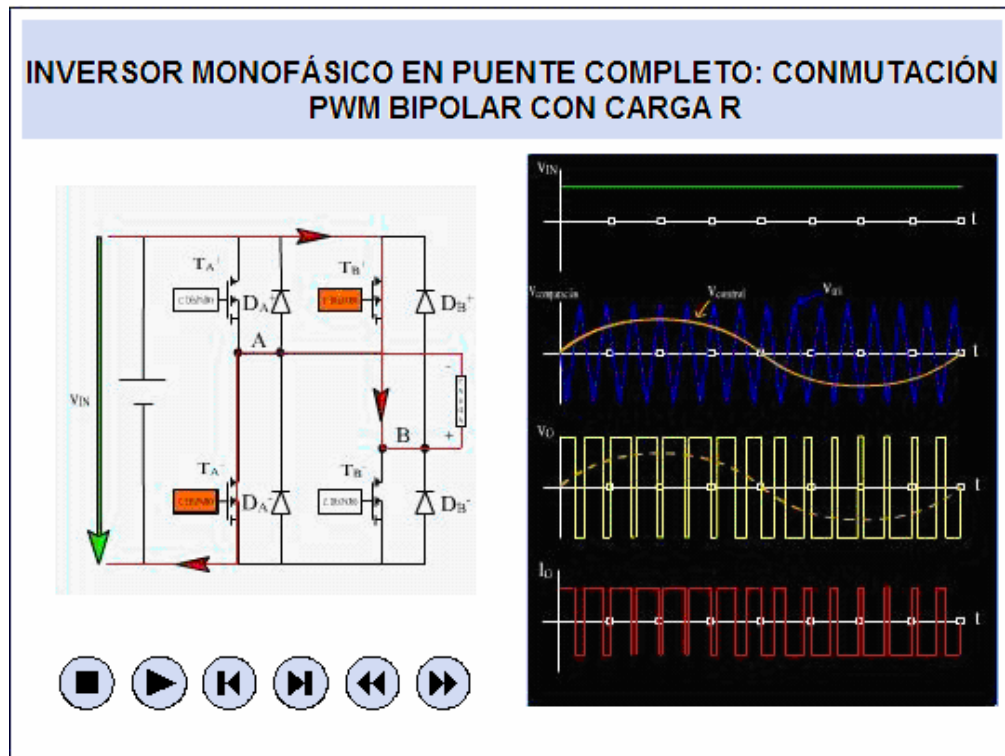 INVERSOR MONOFÁSICO EN PUENTE COMPLETO: CONMUTACIÓN
PWM BIPOLAR CON CARGA R
TA+
TB+
DA+
DB+
A
VIN
-
+
B
TA-
TB-
DA-
DB-
VIN
t
Vcontrol
Vtri
t
VO
t
IO
t